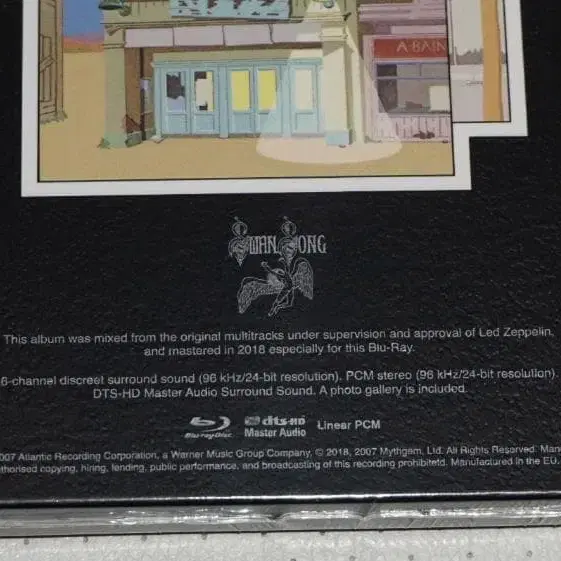 A BAIN
SWAN SONG
This album was mixed from the original multitracks under supervision and approval of Led Zeppelin,
and mastered in 2018 especially for this Blu-Ray.
6-channel discreet surround sound (96 kHz/24-bit resolution). PCM stereo (96 kHz/24-bit resolution).
DTS-HD Master Audio Surround Sound. A photo gallery is included.
Blu-ray Disc dts-HD Master Audio Linear PCM
007 Atlantic Recording Corporation, a Warner Music Group Company. © 2018, 2007 Mythgam, Ltd. All Rights Reserved. Man
thorised copying, hiring, lending, public performance, and broadcasting of this recording prohibitetd. Manufactured in the EU.